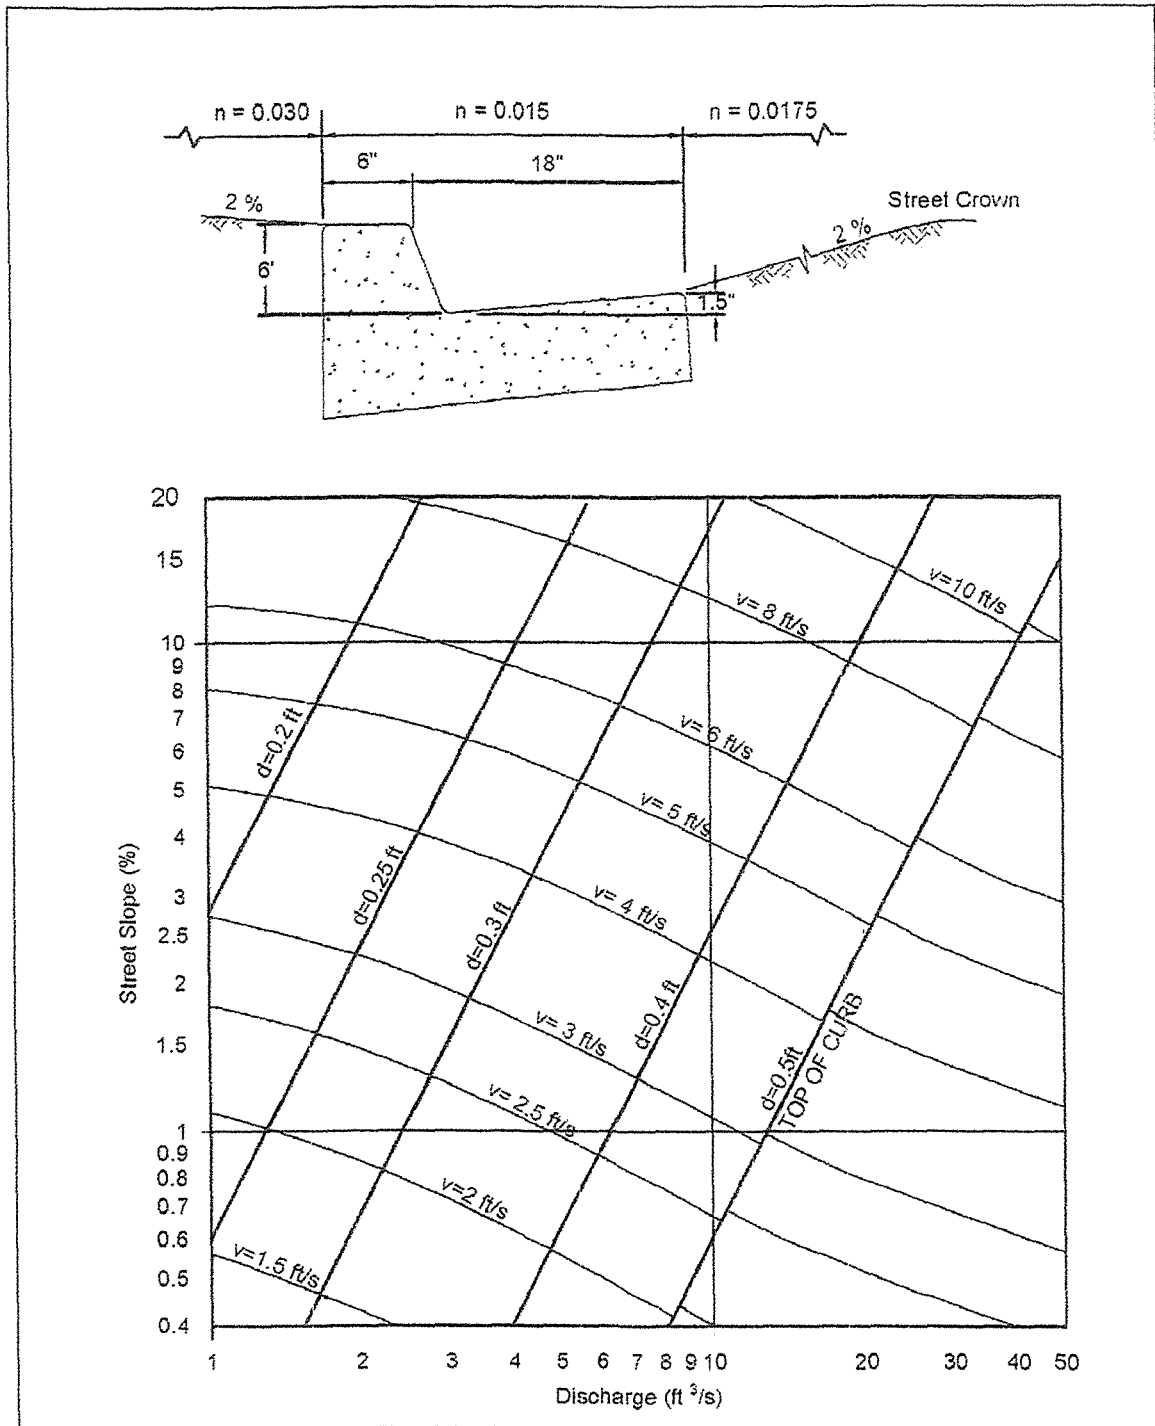 n = 0.030
n = 0.015
n = 0.0175
6"
18"
2 %
Street Crown
2 %
6'
1.5"
20
15
10
9
8
7
6
5
4
3
2.5
2
1.5
1
0.9
0.8
0.7
0.6
0.5
0.4
Street Slope (%)
v=10 ft/s
v= 8 ft/s
v= 6 ft/s
v= 5 ft/s
v= 4 ft/s
v= 3 ft/s
v= 2.5 ft/s
v=2 ft/s
v=1.5 ft/s
d=0.2 ft
d=0.25 ft
d=0.3 ft
d=0.4 ft
d=0.5ft
TOP OF CURB
1 2 3 4 5 6 7 8 9 10 20 30 40 50
Discharge (ft ³/s)